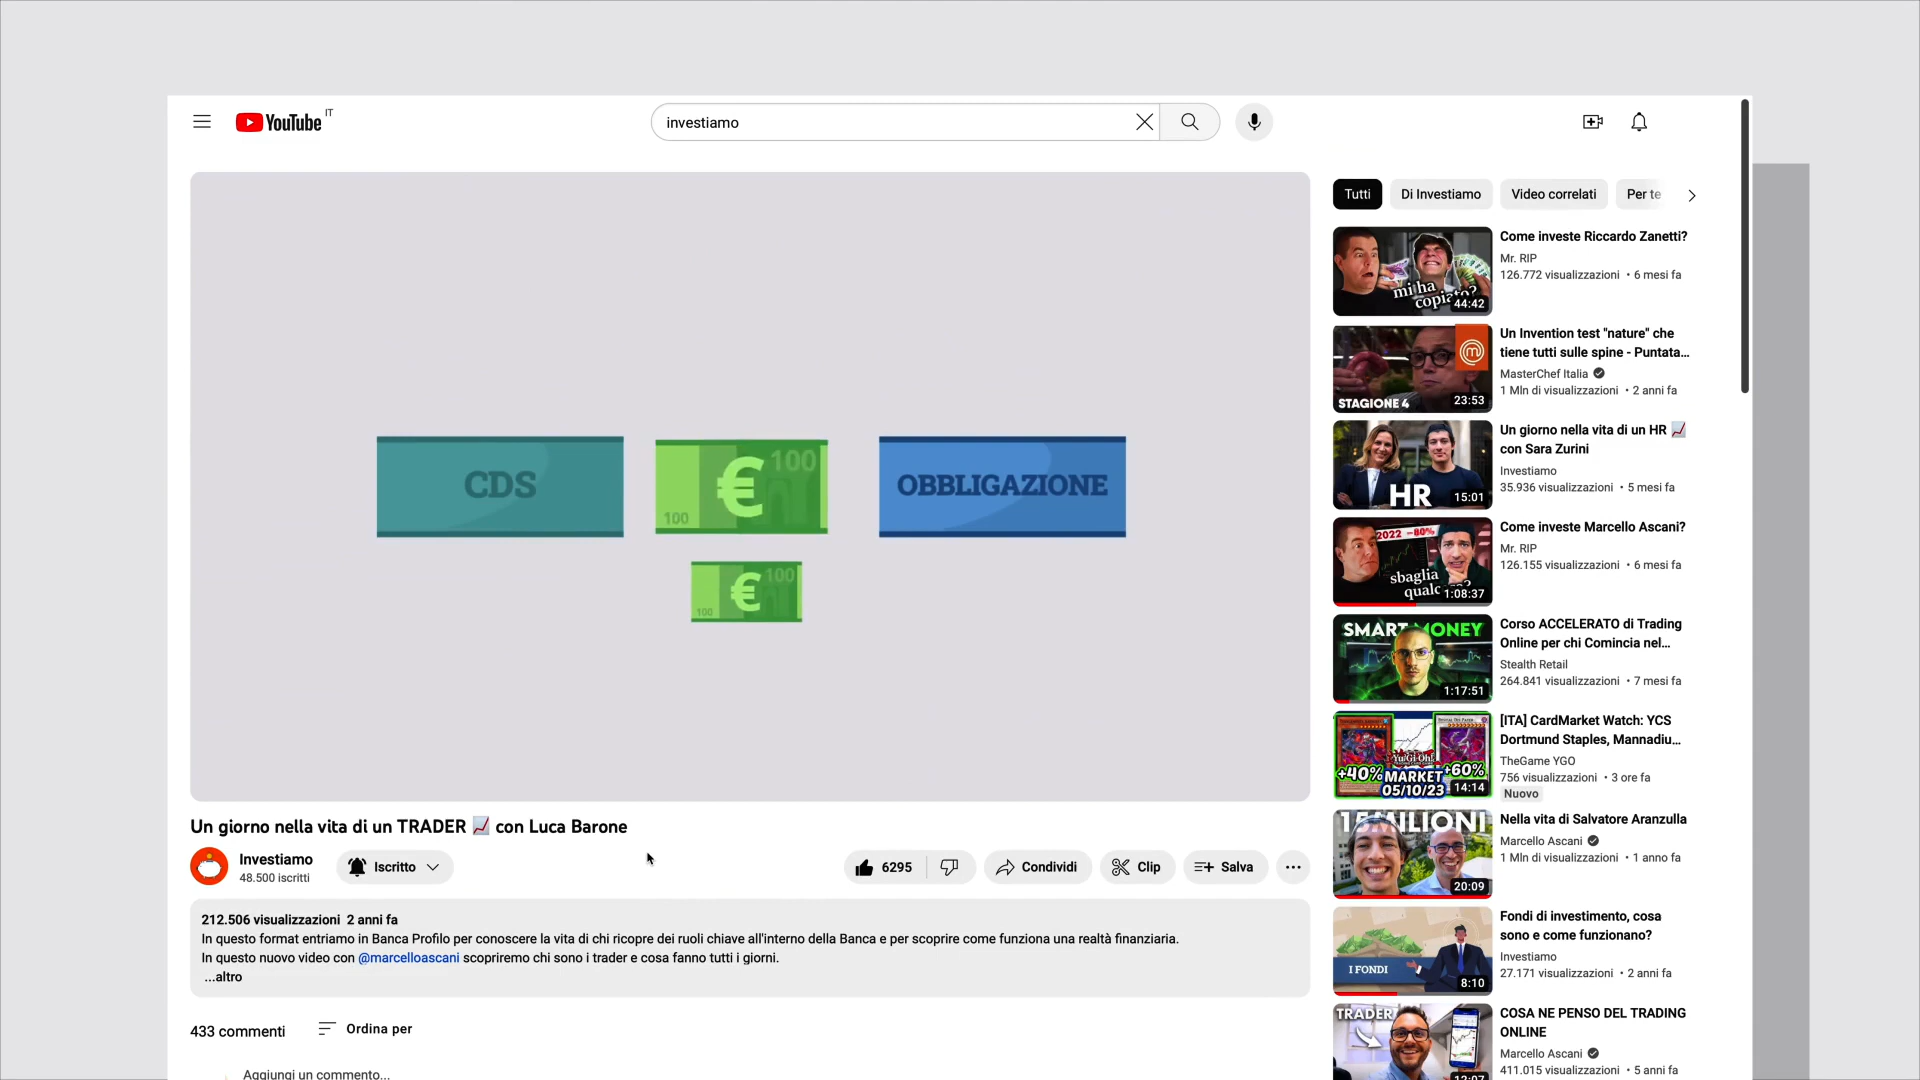 YouTube IT
investiamo
CDS
€ 100
100
OBBLIGAZIONE
€ 100
100
Un giorno nella vita di un TRADER con Luca Barone
Investiamo
48.500 iscritti
Iscritto
6295
Condividi
Clip
Salva
212.506 visualizzazioni 2 anni fa
In questo format entriamo in Banca Profilo per conoscere la vita di chi ricopre dei ruoli chiave all'interno della Banca e per scoprire come funziona una realtà finanziaria.
In questo nuovo video con @marcelloascani scopriremo chi sono i trader e cosa fanno tutti i giorni.
...altro
433 commenti
Ordina per
Aggiungi un commento...
Tutti
Di Investiamo
Video correlati
Per te
mi ha
copiato?
44:42
Come investe Riccardo Zanetti?
Mr. RIP
126.772 visualizzazioni • 6 mesi fa
STAGIONE 4
23:53
Un Invention test "nature" che
tiene tutti sulle spine - Puntata...
MasterChef Italia
1 Mln di visualizzazioni • 2 anni fa
HR
15:01
Un giorno nella vita di un HR
con Sara Zurini
Investiamo
35.936 visualizzazioni • 5 mesi fa
2022 -80%
sbaglia
1:08:37
Come investe Marcello Ascani?
Mr. RIP
126.155 visualizzazioni • 6 mesi fa
SMART MONEY
1:17:51
Corso ACCELERATO di Trading
Online per chi Comincia nel...
Stealth Retail
264.841 visualizzazioni • 7 mesi fa
Yu-Gi-Oh!
+40% MARKET +60%
05/10/23
14:14
[ITA] CardMarket Watch: YCS
Dortmund Staples, Mannadiu...
TheGame YGO
756 visualizzazioni • 3 ore fa
Nuovo
15 MILIONI
20:09
Nella vita di Salvatore Aranzulla
Marcello Ascani
1 Mln di visualizzazioni • 1 anno fa
I FONDI
8:10
Fondi di investimento, cosa
sono e come funzionano?
Investiamo
27.171 visualizzazioni • 2 anni fa
TRADER
12:07
COSA NE PENSO DEL TRADING
ONLINE
Marcello Ascani
411.015 visualizzazioni • 5 anni fa